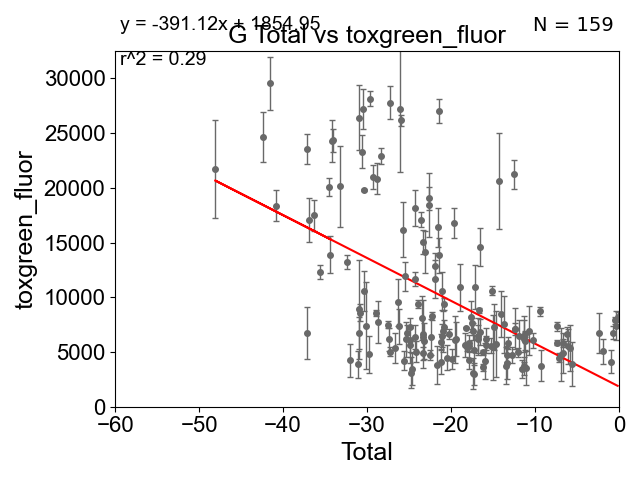 y = -391.12x + 1854.95
N = 159
G Total vs toxgreen_fluor
r^2 = 0.29
30000
25000
20000
15000
10000
5000
0
toxgreen_fluor
−60
−50
−40
−30
−20
−10
0
Total